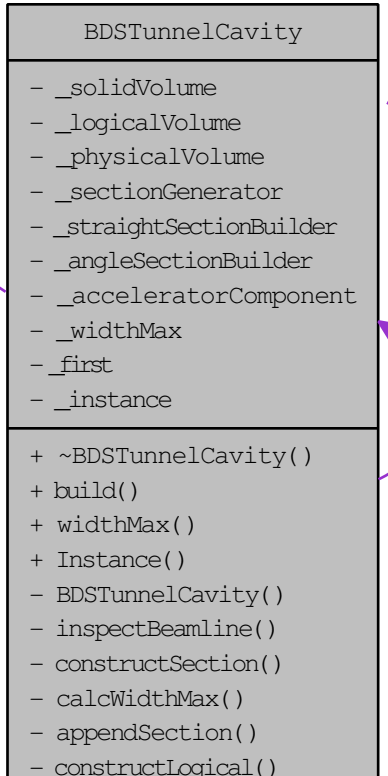 BDSTunnelCavity
- _solidVolume
- _logicalVolume
- _physicalVolume
- _sectionGenerator
- _straightSectionBuilder
- _angleSectionBuilder
- _acceleratorComponent
- _widthMax
- _first
- _instance
+ ~BDSTunnelCavity()
+ build()
+ widthMax()
+ Instance()
- BDSTunnelCavity()
- inspectBeamline()
- constructSection()
- calcWidthMax()
- appendSection()
- constructLogical()